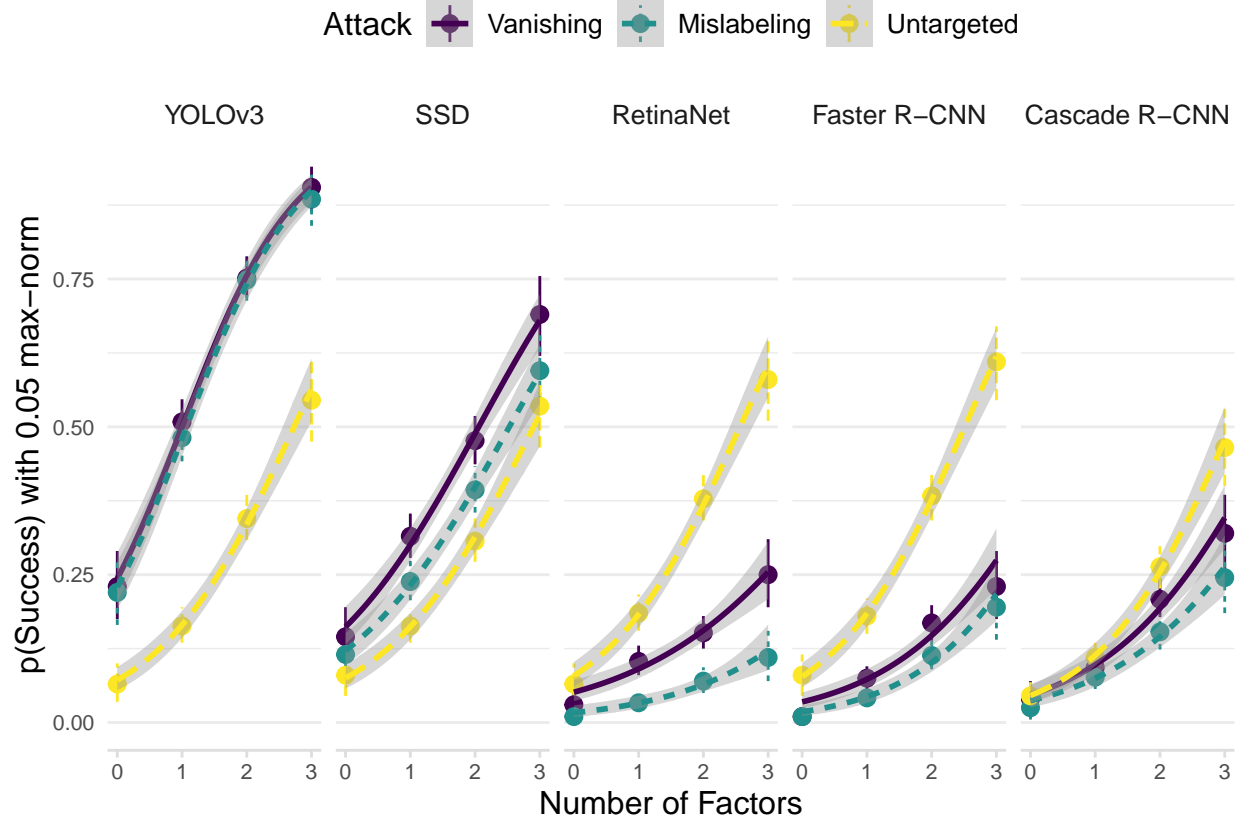 Attack Vanishing Mislabeling Untargeted
YOLOv3 SSD RetinaNet Faster R−CNN Cascade R−CNN
p(Success) with 0.05 max−norm
0.75
0.50
0.25
0.00
0 1 2 3 0 1 2 3 0 1 2 3 0 1 2 3 0 1 2 3
Number of Factors